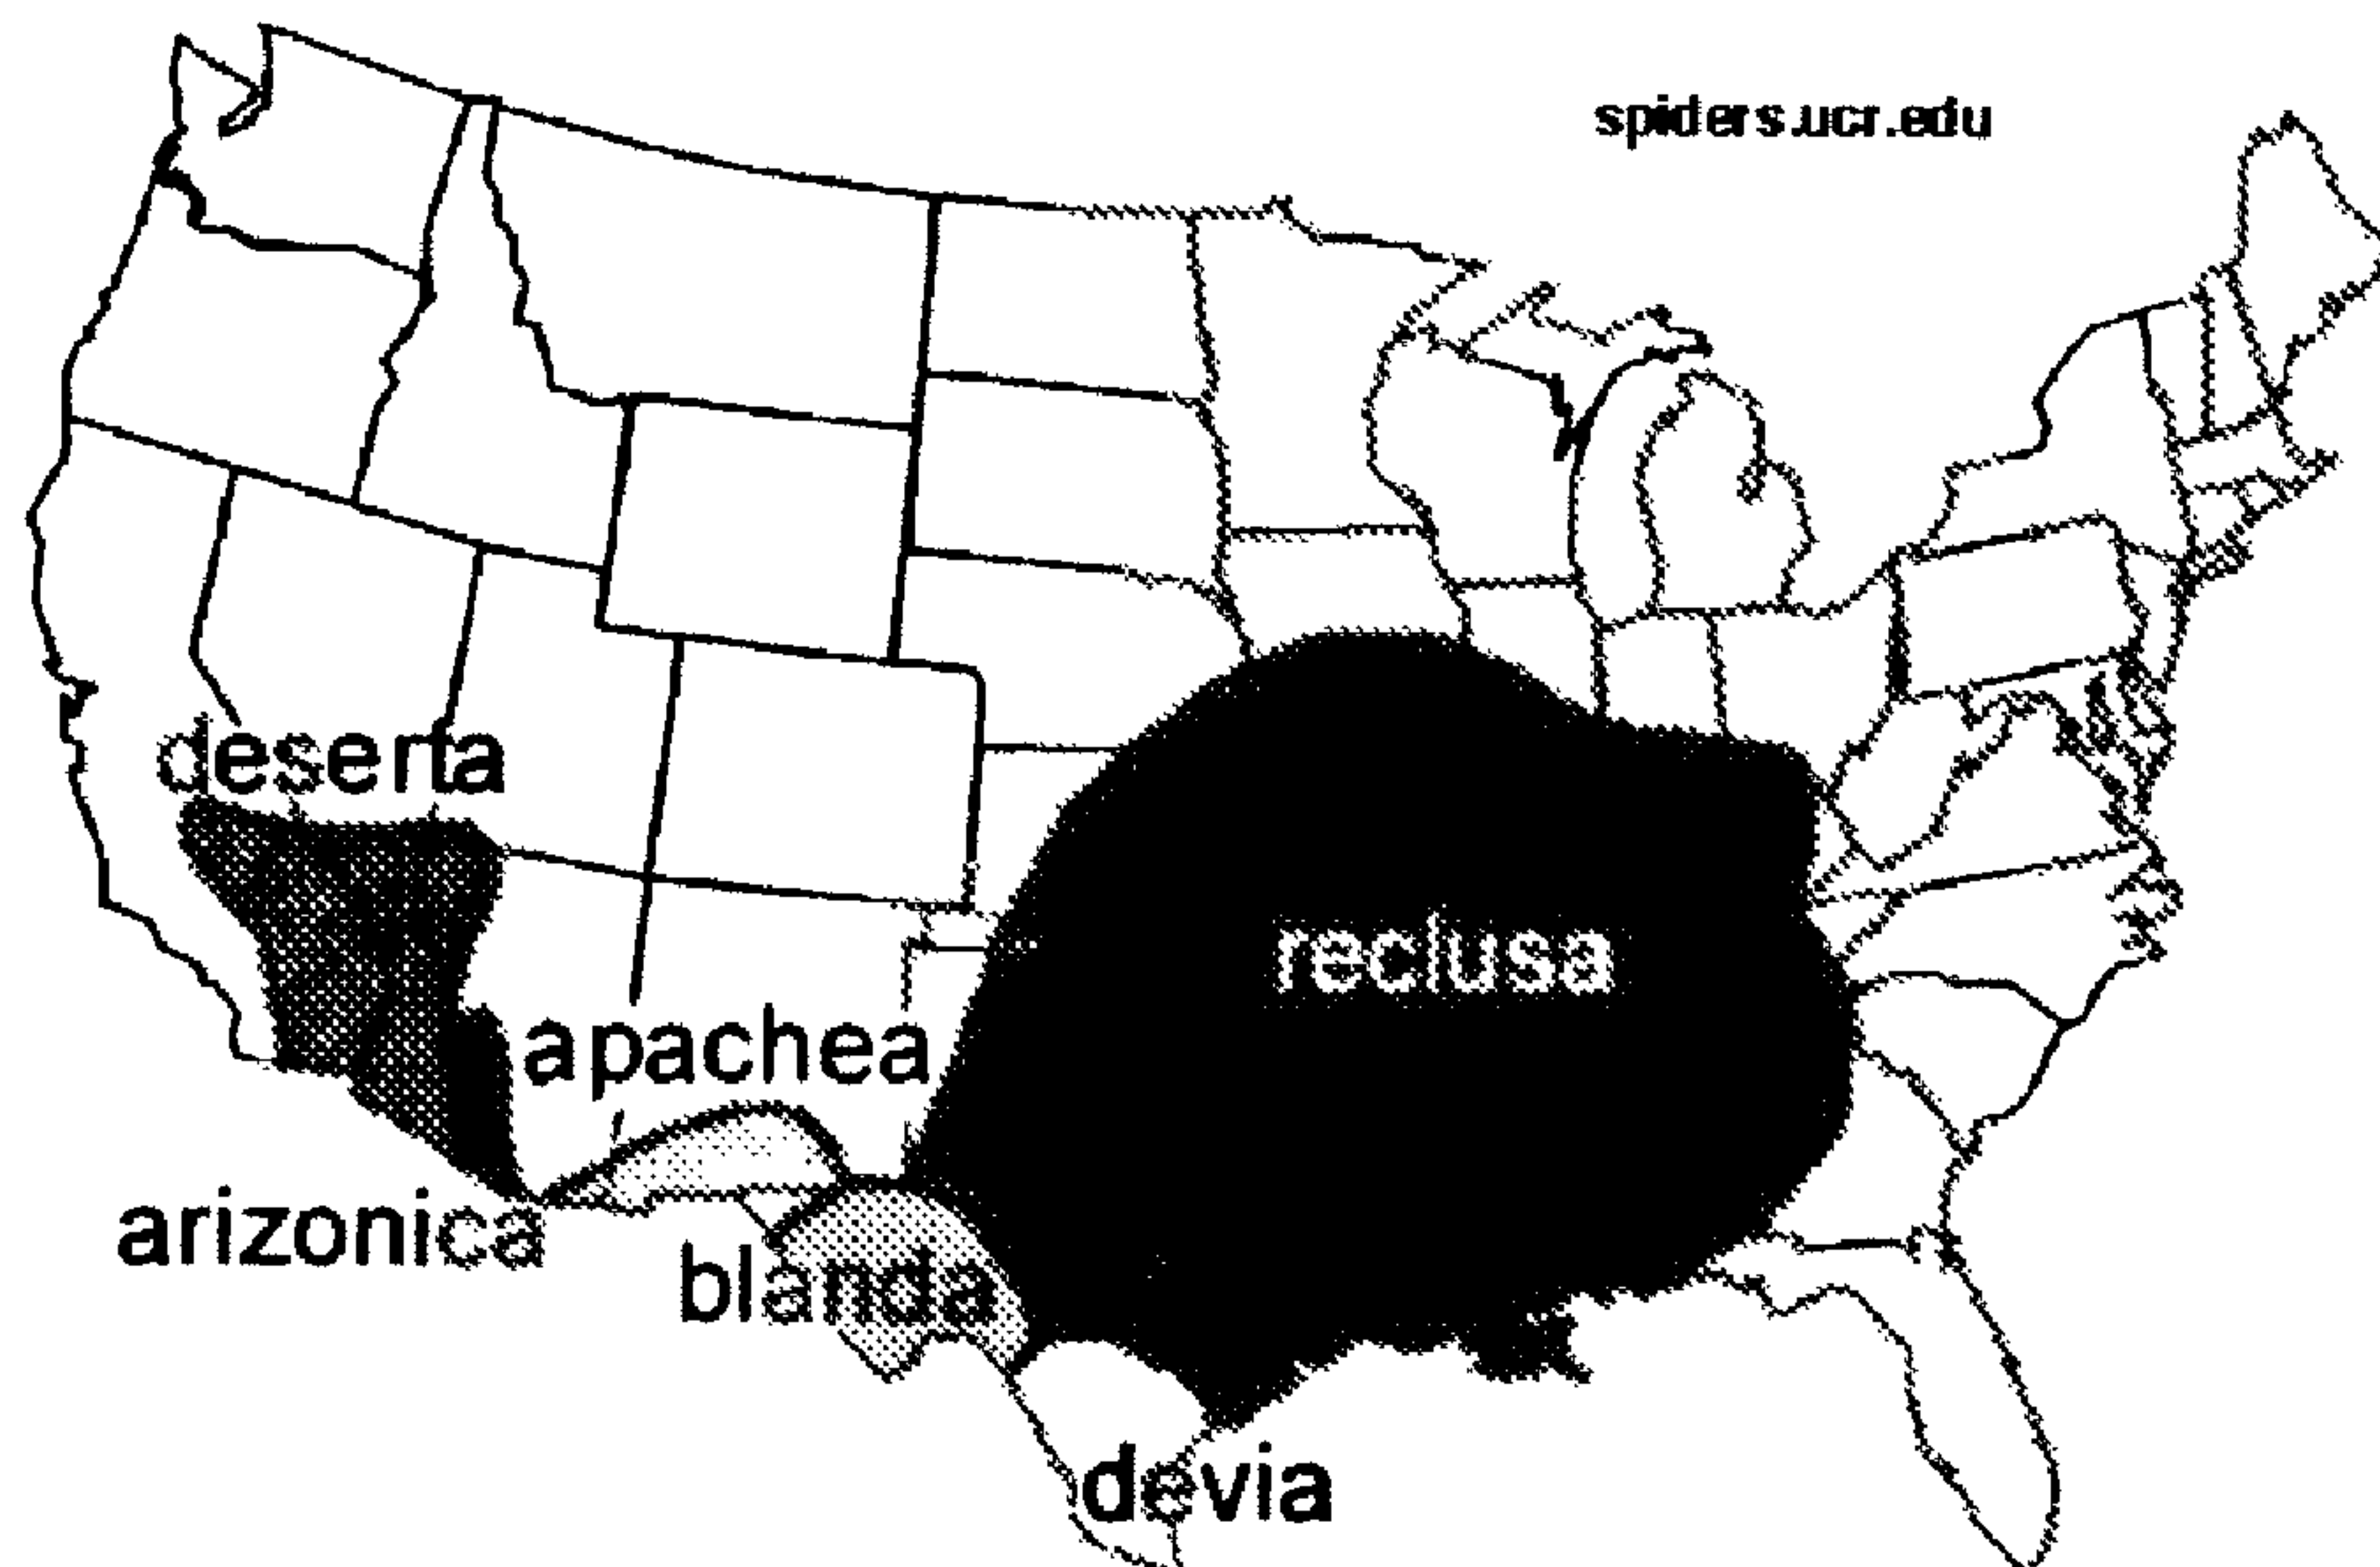 spiders.ucr.edu
deserta
reclusa
apachea
arizonica
blanda
devia